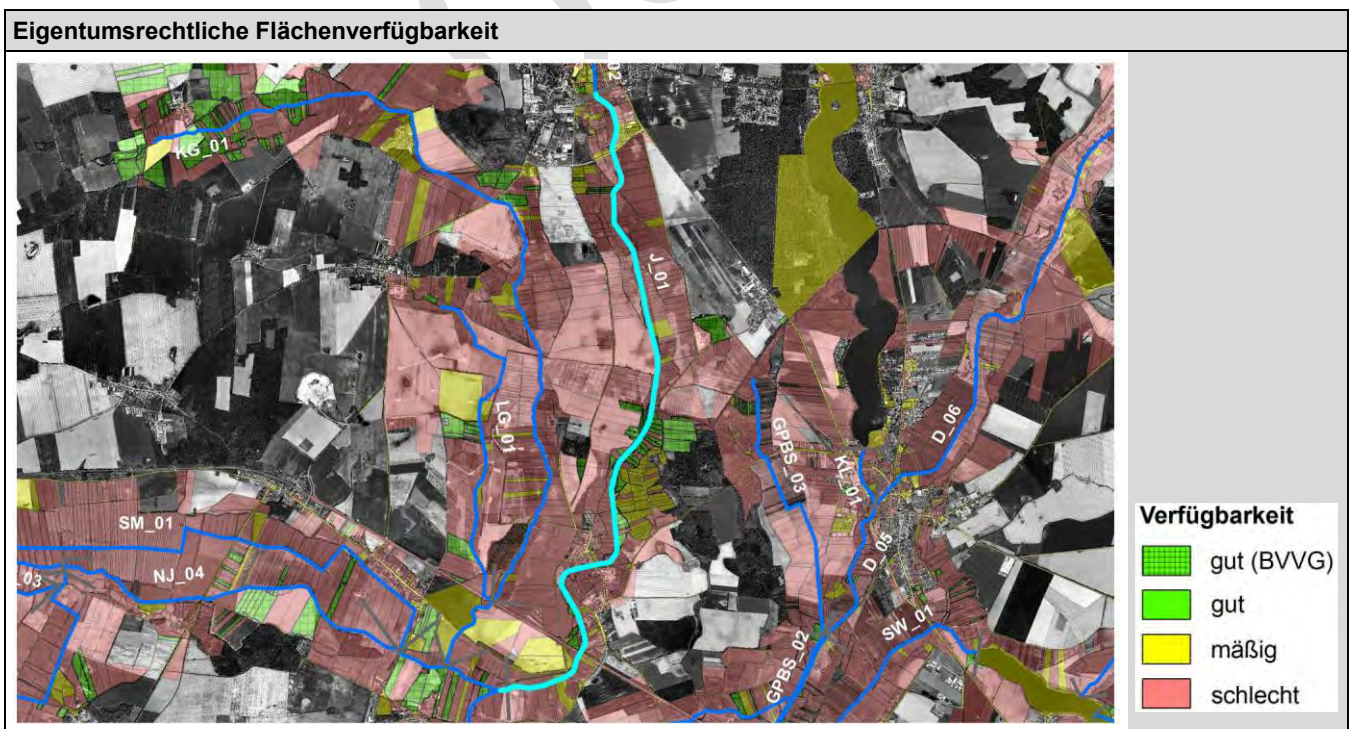 Eigentumsrechtliche Flächenverfügbarkeit
02
KG_01
J_01
LG_01
GPBS_03
KL_01
D_06
SM_01
NJ_04
03
D_05
SW_01
GPBS_02
Verfügbarkeit
gut (BVVG)
gut
mäßig
schlecht